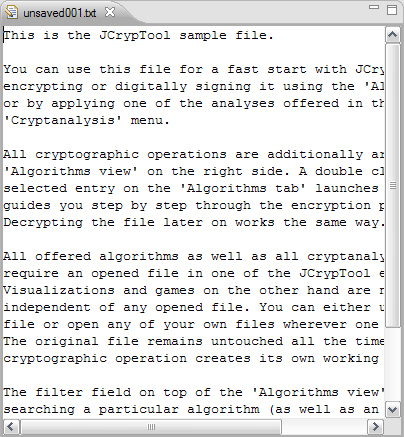 unsaved001.txt
This is the JCrypTool sample file.
You can use this file for a fast start with JCry
encrypting or digitally signing it using the 'Al
or by applying one of the analyses offered in th
'Cryptanalysis' menu.
All cryptographic operations are additionally ar
'Algorithms view' on the right side. A double cl
selected entry on the 'Algorithms tab' launches
guides you step by step through the encryption p
Decrypting the file later on works the same way.
All offered algorithms as well as all cryptanaly
require an opened file in one of the JCrypTool e
Visualizations and games on the other hand are n
independent of any opened file. You can either u
file or open any of your own files wherever one
The original file remains untouched all the time
cryptographic operation creates its own working
The filter field on top of the 'Algorithms view'
searching a particular algorithm (as well as an